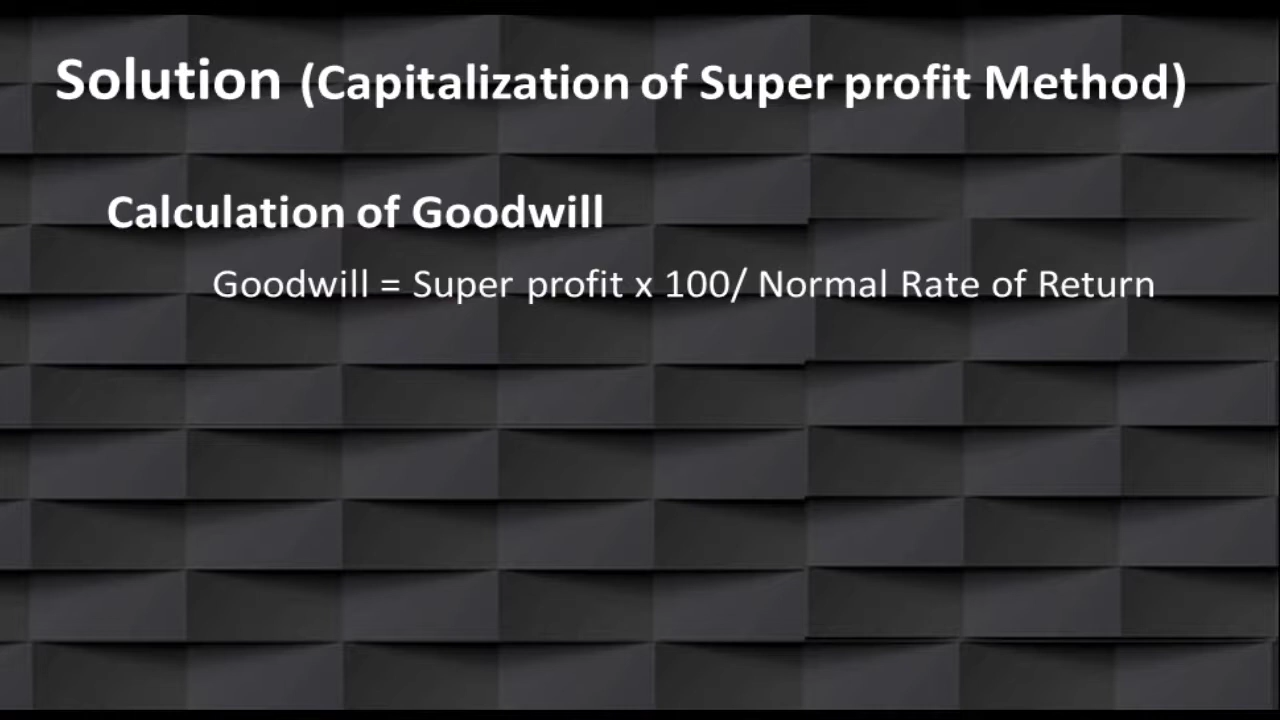 Solution (Capitalization of Super profit Method)
Calculation of Goodwill
Goodwill = Super profit x 100/ Normal Rate of Return